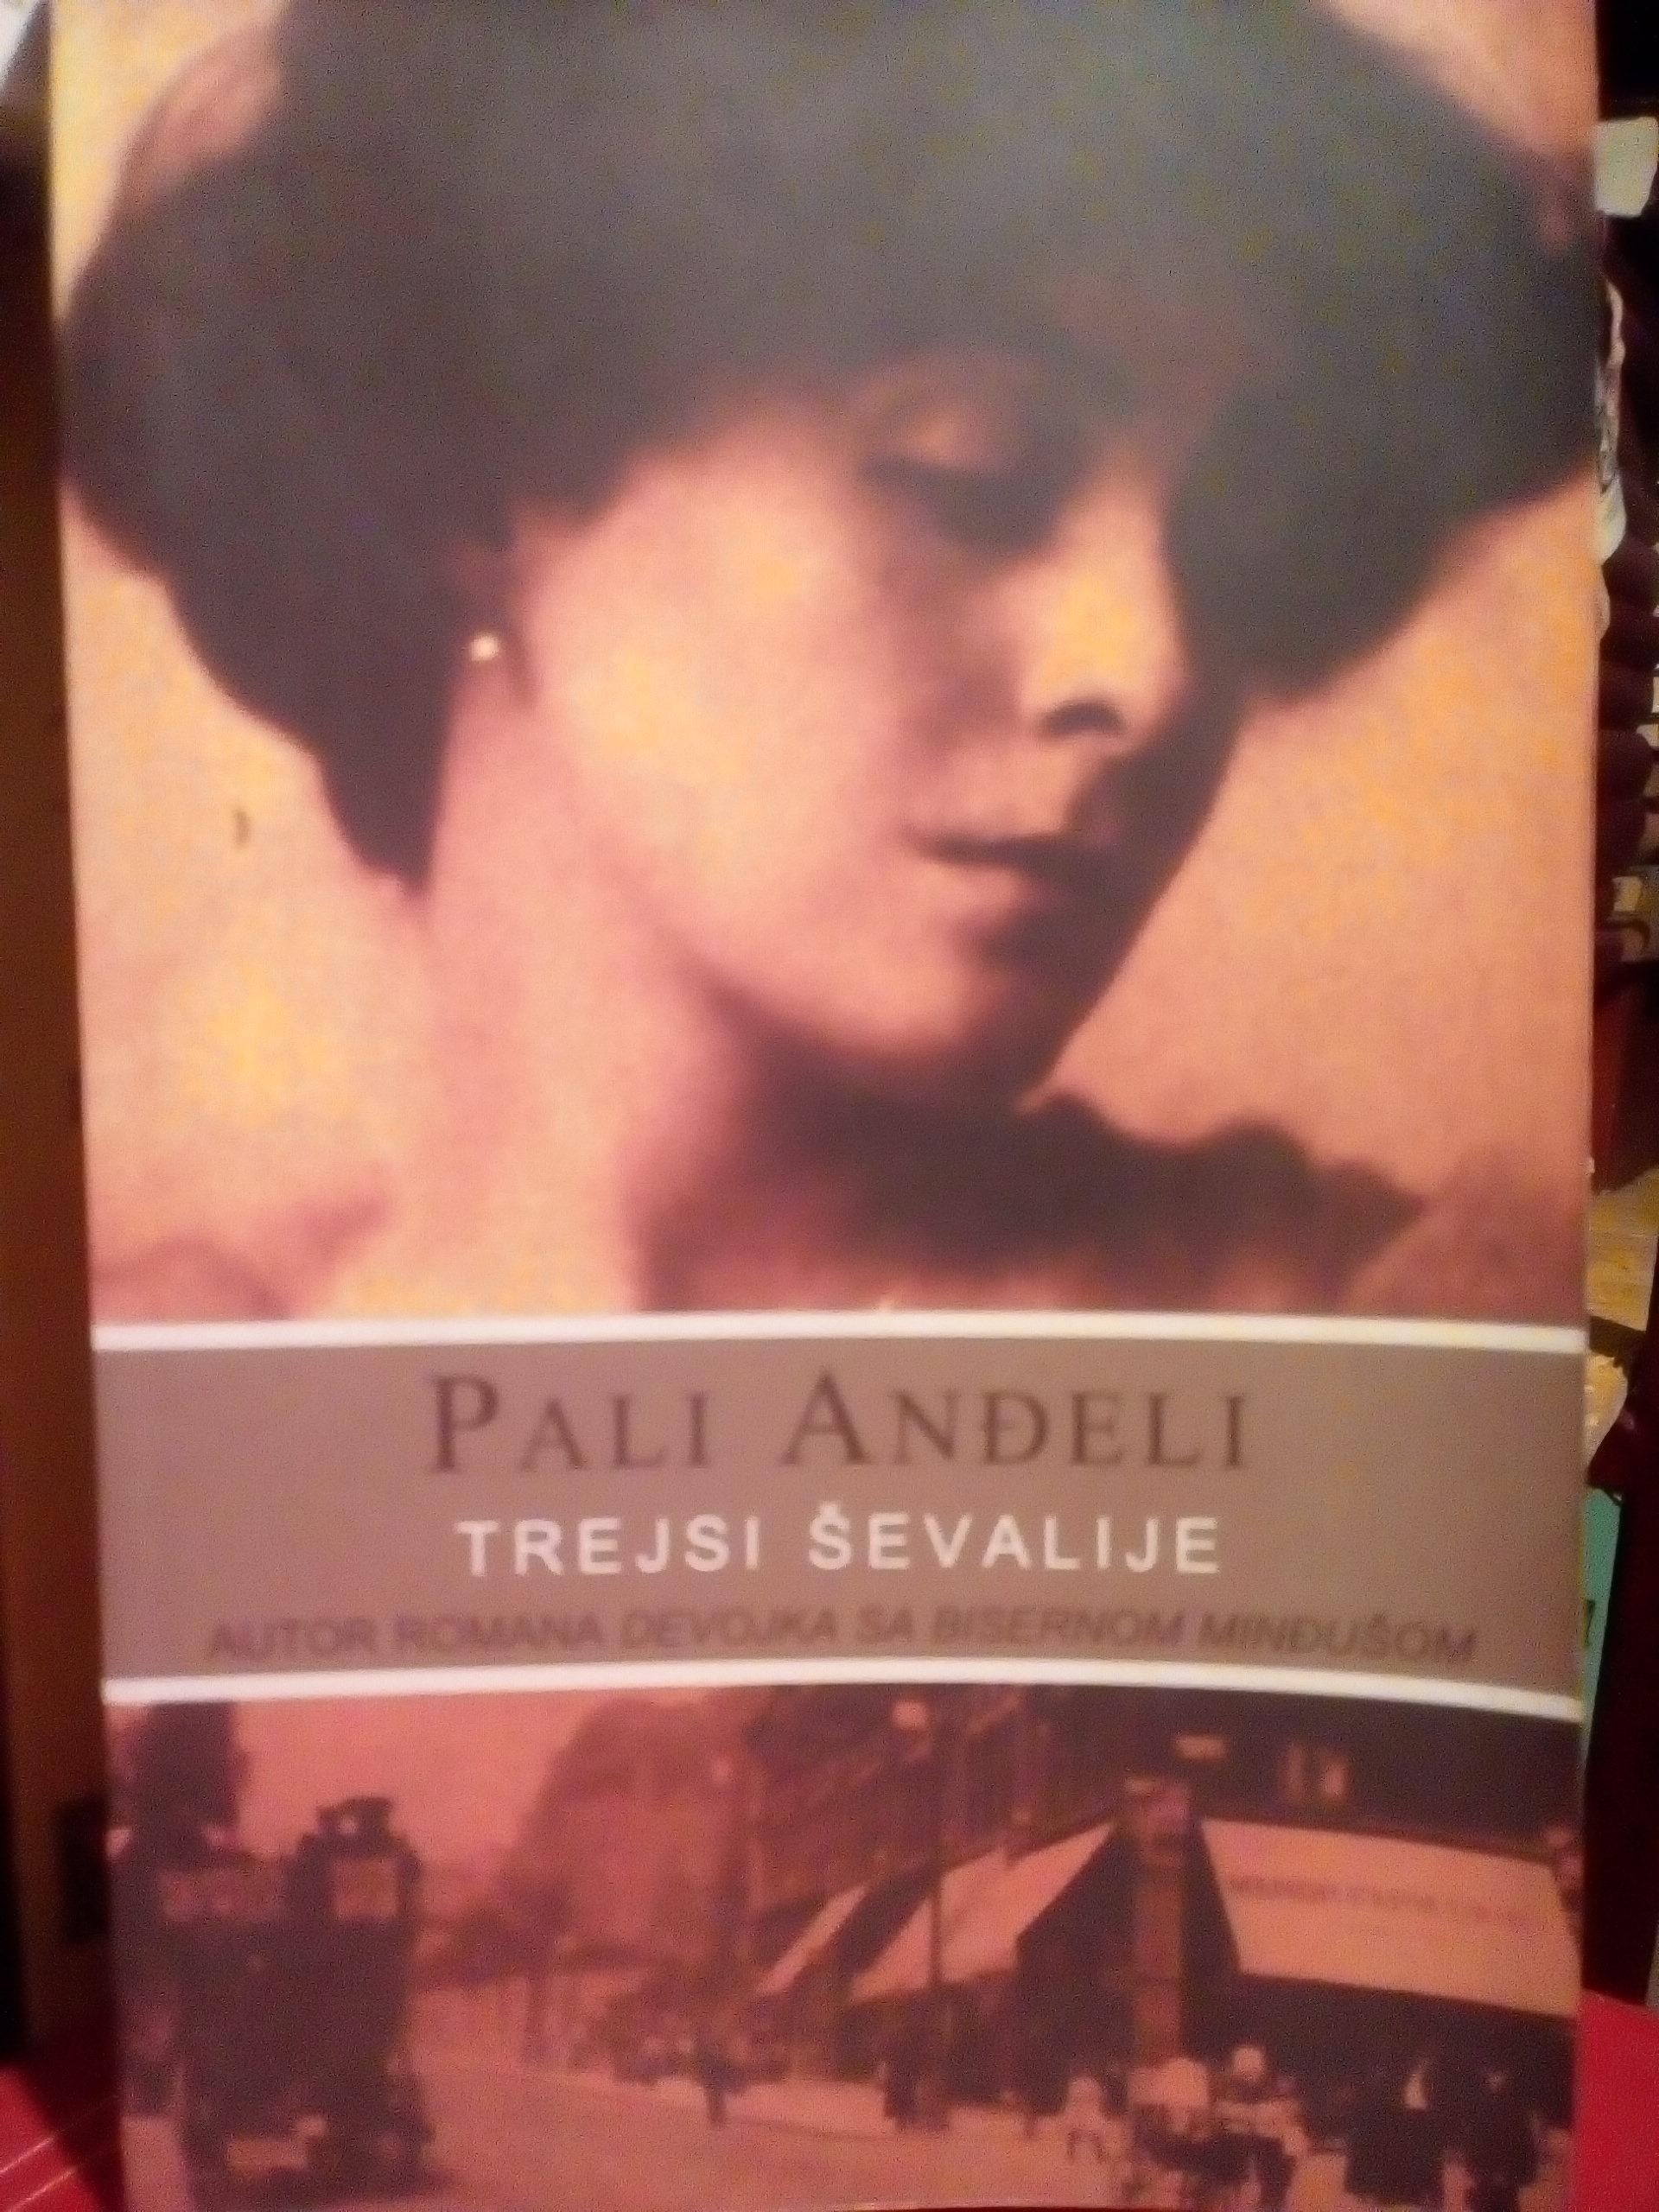 PALI ANĐELI
TREJSI ŠEVALIJE
AUTOR ROMANA DEVOJKA SA BISERNOM MINĐUŠOM